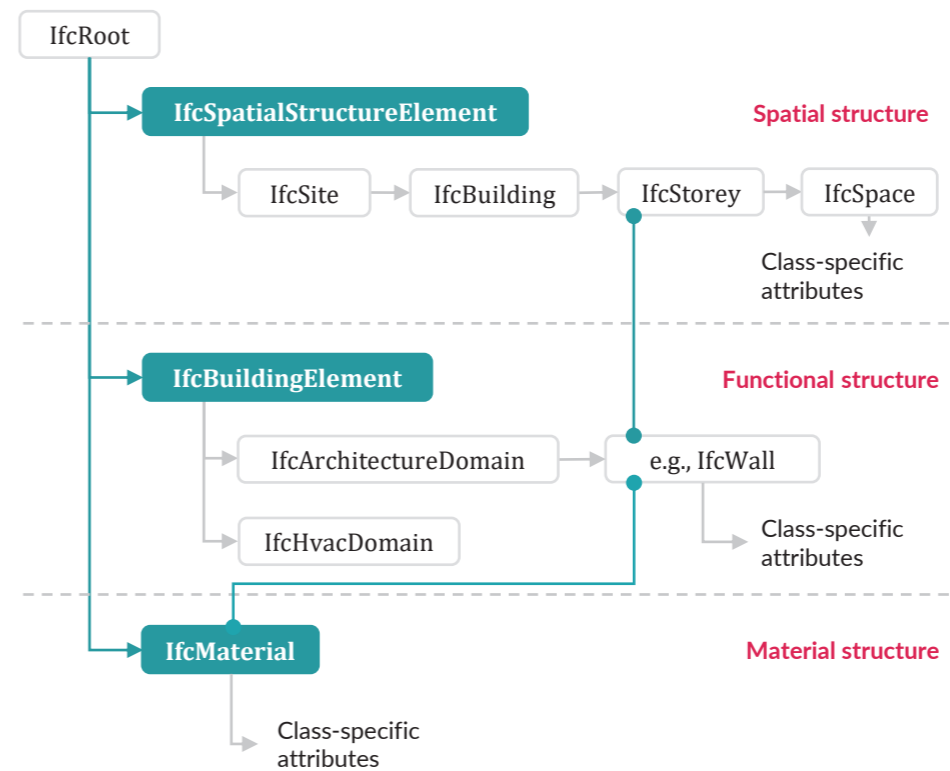 IfcRoot
IfcSpatialStructureElement
Spatial structure
IfcSite
IfcBuilding
IfcStorey
IfcSpace
Class-specific
attributes
IfcBuildingElement
Functional structure
IfcArchitectureDomain
e.g., IfcWall
Class-specific
attributes
IfcHvacDomain
IfcMaterial
Material structure
Class-specific
attributes